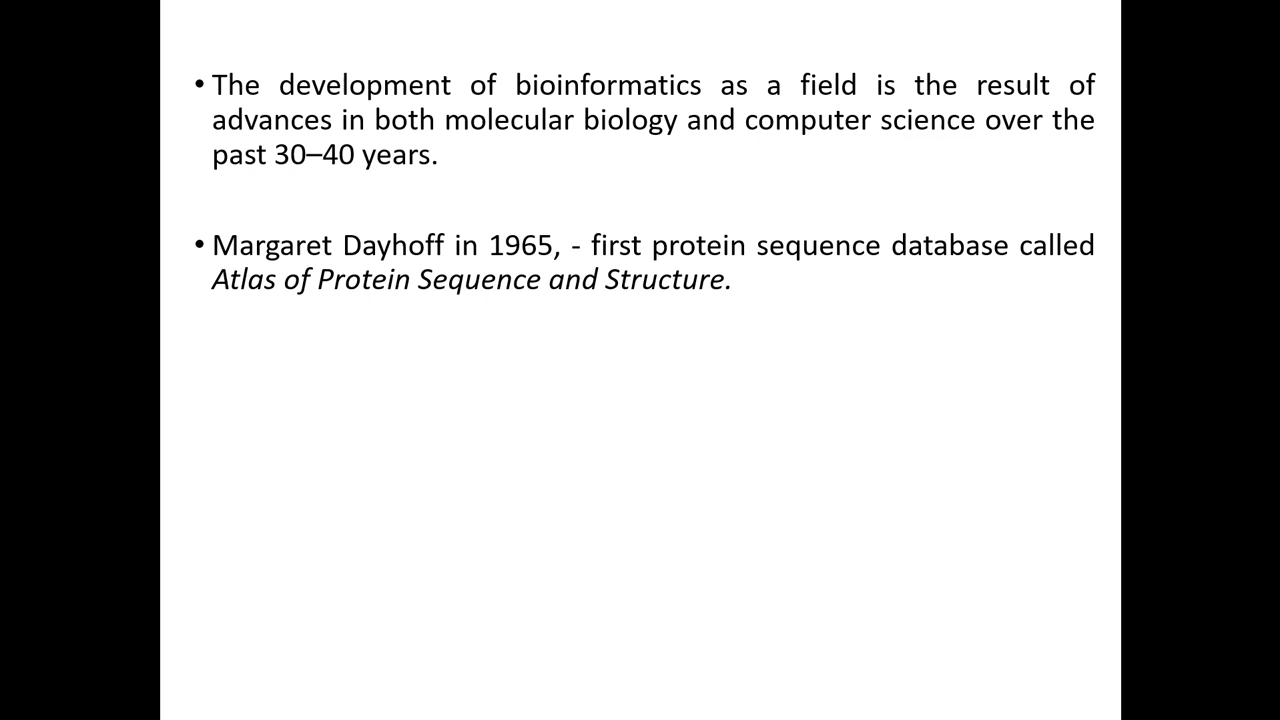 • The development of bioinformatics as a field is the result of
advances in both molecular biology and computer science over the
past 30–40 years.
• Margaret Dayhoff in 1965, - first protein sequence database called
Atlas of Protein Sequence and Structure.